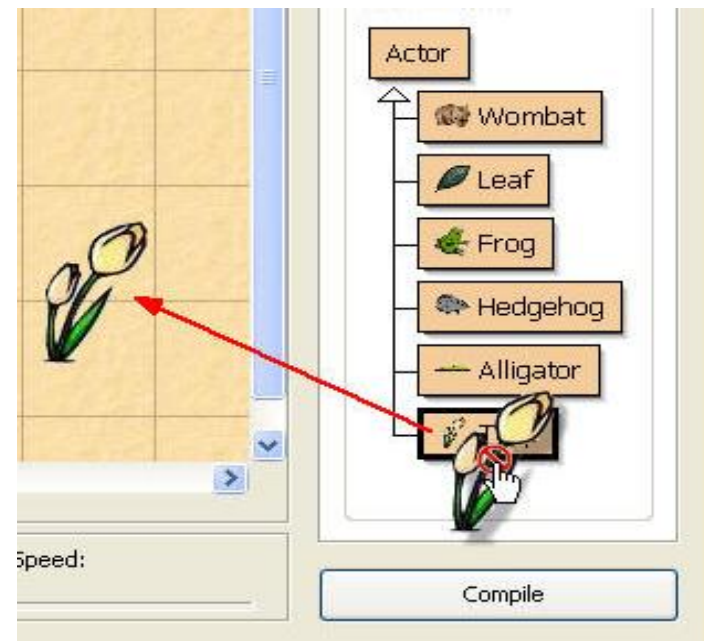 Actor
Wombat
Leaf
Frog
Hedgehog
Alligator
Speed:
Compile